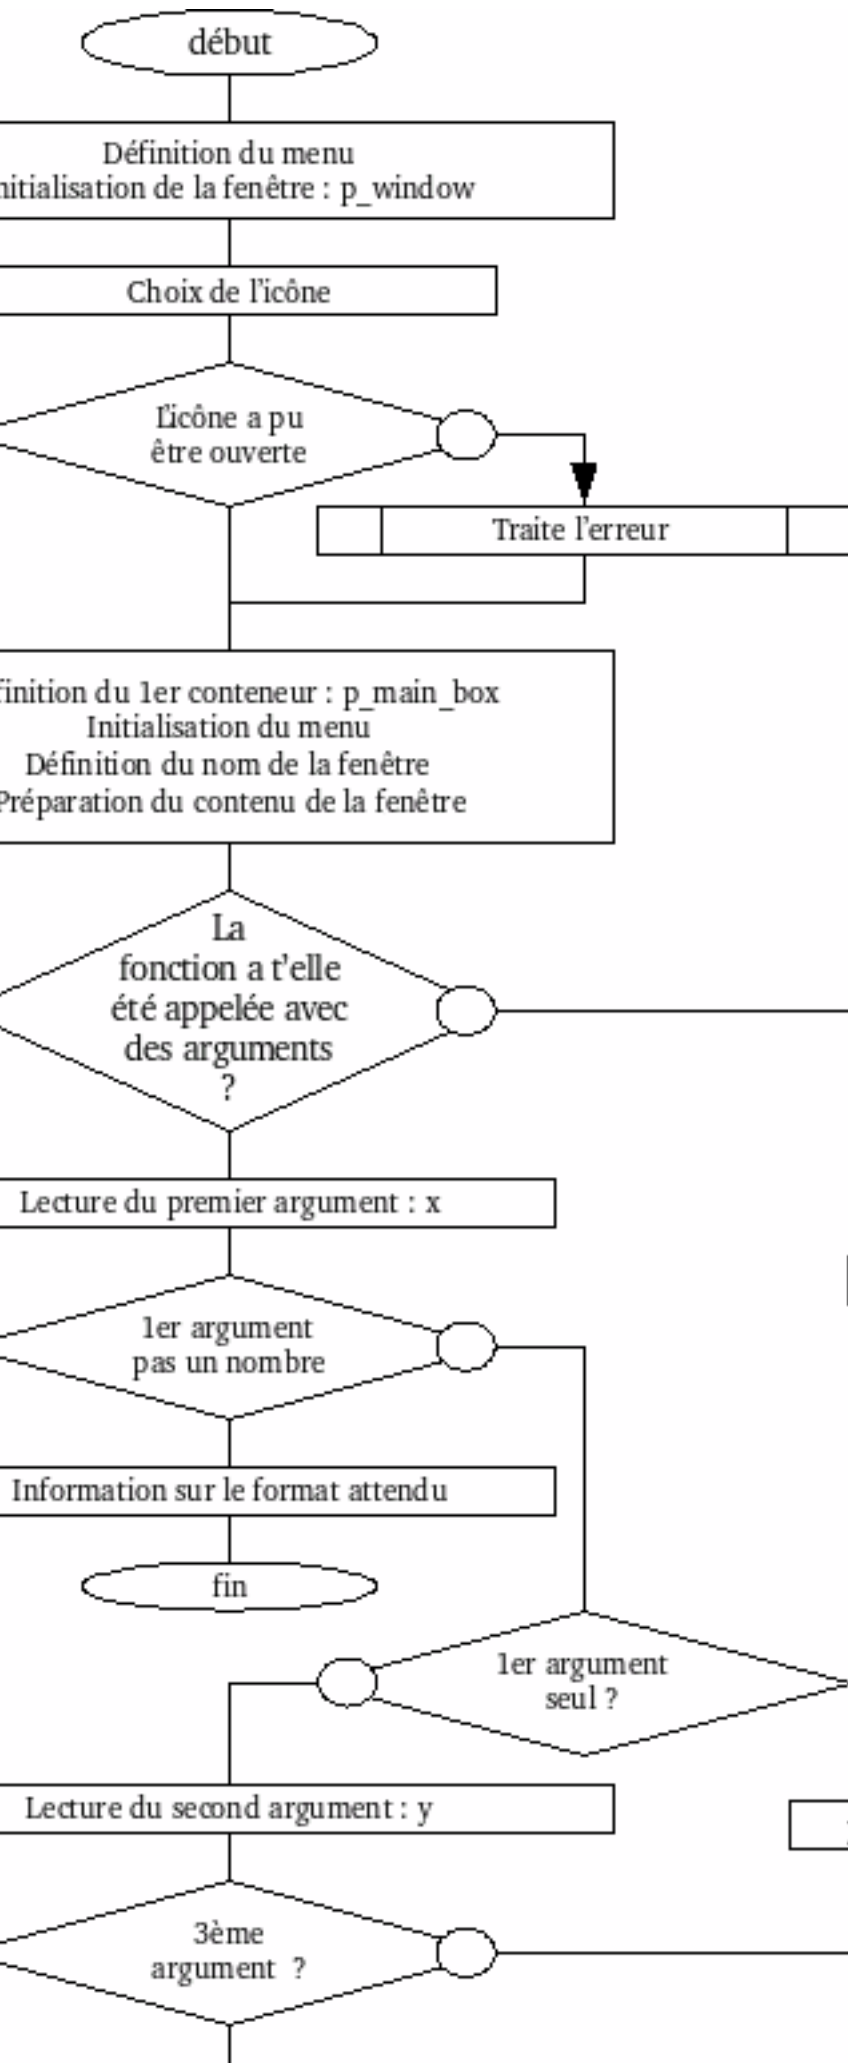 début
Définition du menu
nitialisation de la fenêtre : p_window
Choix de l'icône
L'icône a pu
être ouverte
Traite l'erreur
finition du 1er conteneur : p_main_box
Initialisation du menu
Définition du nom de la fenêtre
Préparation du contenu de la fenêtre
La
fonction a t'elle
été appelée avec
des arguments
?
Lecture du premier argument : x
1er argument
pas un nombre
Information sur le format attendu
fin
1er argument
seul ?
Lecture du second argument : y
3ème
argument ?